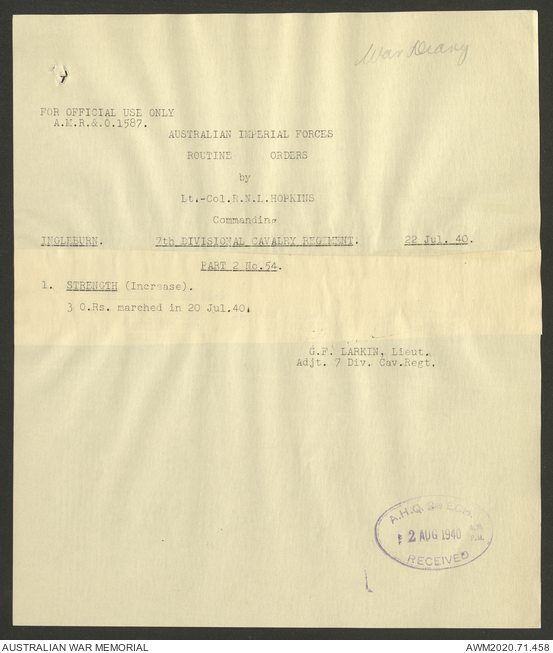 War Diary
FOR OFFICIAL USE ONLY
A.M.R.&.O.1587.
AUSTRALIAN IMPERIAL FORCES
ROUTINE ORDERS
by
Lt.-Col.R.N.L.HOPKINS
Commanding
INGLEBURN. 7th DIVISIONAL CAVALRY REGIMENT. 22 Jul. 40.
PART 2 No.54.
1. STRENGTH (Increase).
3 O.Rs. marched in 20 Jul.40.
G.F. LARKIN, Lieut.
Adjt. 7 Div. Cav.Regt.
A.H.Q.
2 AUG 1940
A.M.
P.M.
RECEIVED
AUSTRALIAN WAR MEMORIAL AWM2020.71.458